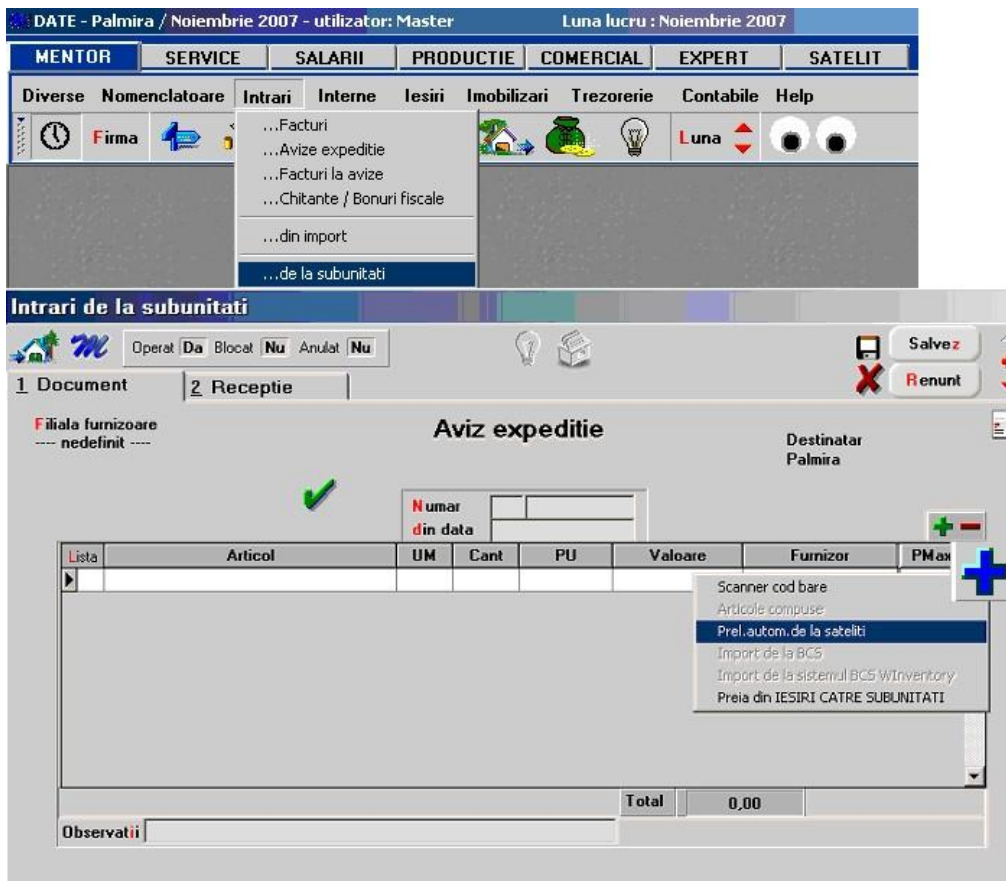 DATE - Palmira / Noiembrie 2007 - utilizator: Master Luna lucru : Noiembrie 2007
MENTOR SERVICE SALARII PRODUCTIE COMERCIAL EXPERT SATELIT
Diverse Nomenclatoare Intrari Interne Iesiri Imobilizari Trezorerie Contabile Help
Firma Luna
...Facturi
...Avize expeditie
...Facturi la avize
...Chitante / Bonuri fiscale
...din import
...de la subunitati
Intrari de la subunitati
Operat Da Blocat Nu Anulat Nu
Salvez
Renunt
1 Document 2 Receptie
Filiala furnizoare
---- nedefinit ----
Aviz expeditie
Destinatar
Palmira
Numar
din data
Lista Articol UM Cant PU Valoare Furnizor PMax
Scanner cod bare
Articole compuse
Prel.autom.de la sateliti
Import de la BCS
Import de la sistemul BCS WInventory
Preia din IESIRI CATRE SUBUNITATI
Total 0,00
Observatii